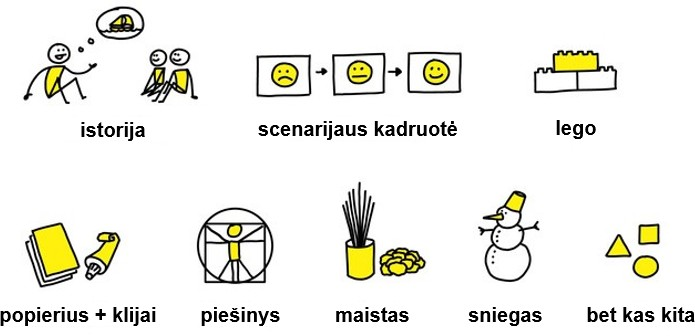 istorija
scenarijaus kadruotė
lego
popierius + klijai
piešinys
maistas
sniegas
bet kas kita